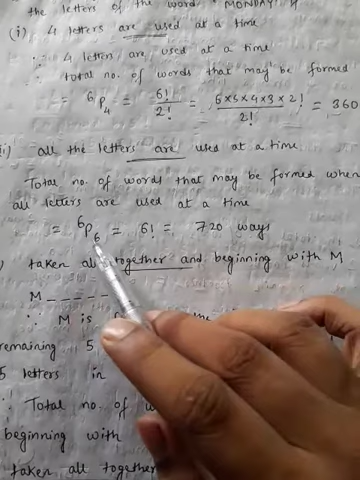 the letters of the word "MONDAY" if
(i) 4 letters are used at a time
∵ 4 letters are used at a time
∴ total no. of words that may be formed
= ⁶P₄ = 6!/2! = 6×5×4×3×2!/2! = 360
ii) all the letters are used at a time
Total no. of words that may be formed when
all letters are used at a time
= ⁶P₆ = 6! = 720 ways
) taken all together and beginning with M
M _ _ _ _ _
∵ M is the
remaining 5
5 letters in
∴ Total no. of
beginning with
taken all together